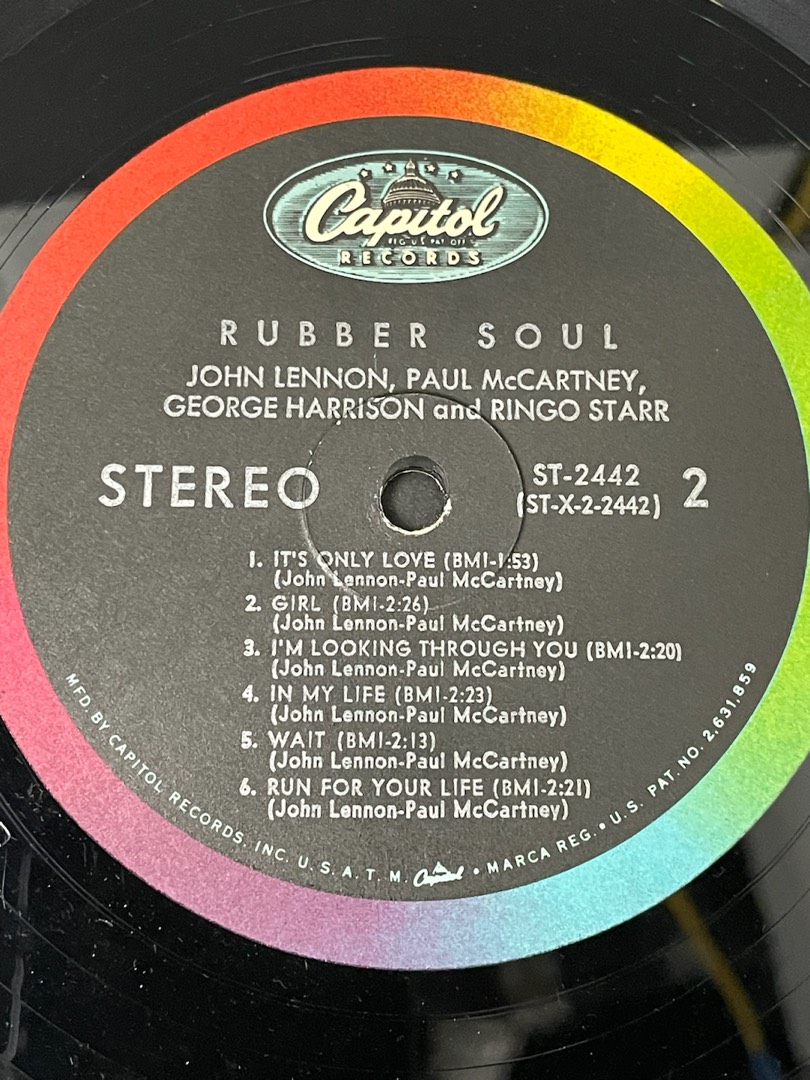 Capitol
REG. U.S. PAT. OFF.
RECORDS
RUBBER SOUL
JOHN LENNON, PAUL McCARTNEY,
GEORGE HARRISON and RINGO STARR
STEREO
ST-2442
(ST-X-2-2442)
2
1. IT'S ONLY LOVE (BMI-1:53)
(John Lennon-Paul McCartney)
2. GIRL (BMI-2:26)
(John Lennon-Paul McCartney)
3. I'M LOOKING THROUGH YOU (BMI-2:20)
(John Lennon-Paul McCartney)
4. IN MY LIFE (BMI-2:23)
(John Lennon-Paul McCartney)
5. WAIT (BMI-2:13)
(John Lennon-Paul McCartney)
6. RUN FOR YOUR LIFE (BMI-2:21)
(John Lennon-Paul McCartney)
MFD. BY CAPITOL RECORDS, INC. U.S.A. T.M. Capitol • MARCA REG. • U.S. PAT. NO. 2,631,859